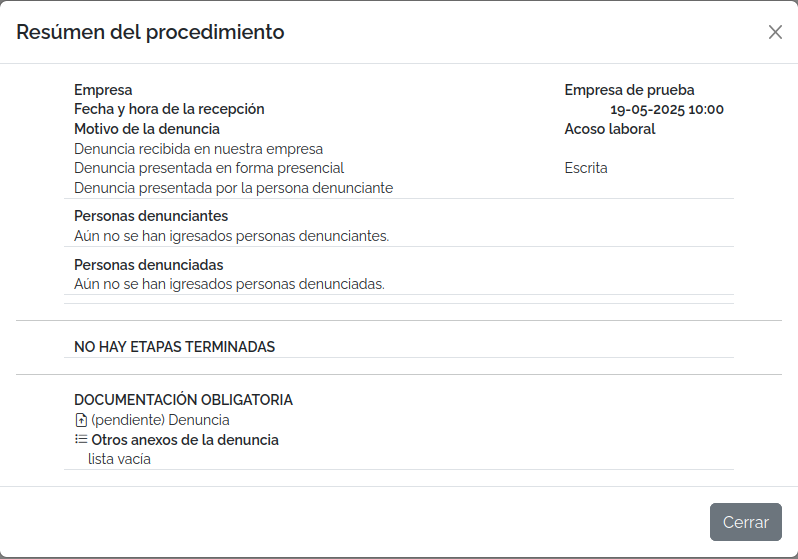 Resúmen del procedimiento
Empresa Empresa de prueba
Fecha y hora de la recepción 19-05-2025 10:00
Motivo de la denuncia Acoso laboral
Denuncia recibida en nuestra empresa
Denuncia presentada en forma presencial Escrita
Denuncia presentada por la persona denunciante
Personas denunciantes
Aún no se han igresados personas denunciantes.
Personas denunciadas
Aún no se han igresados personas denunciadas.
NO HAY ETAPAS TERMINADAS
DOCUMENTACIÓN OBLIGATORIA
(pendiente) Denuncia
Otros anexos de la denuncia
lista vacía
Cerrar